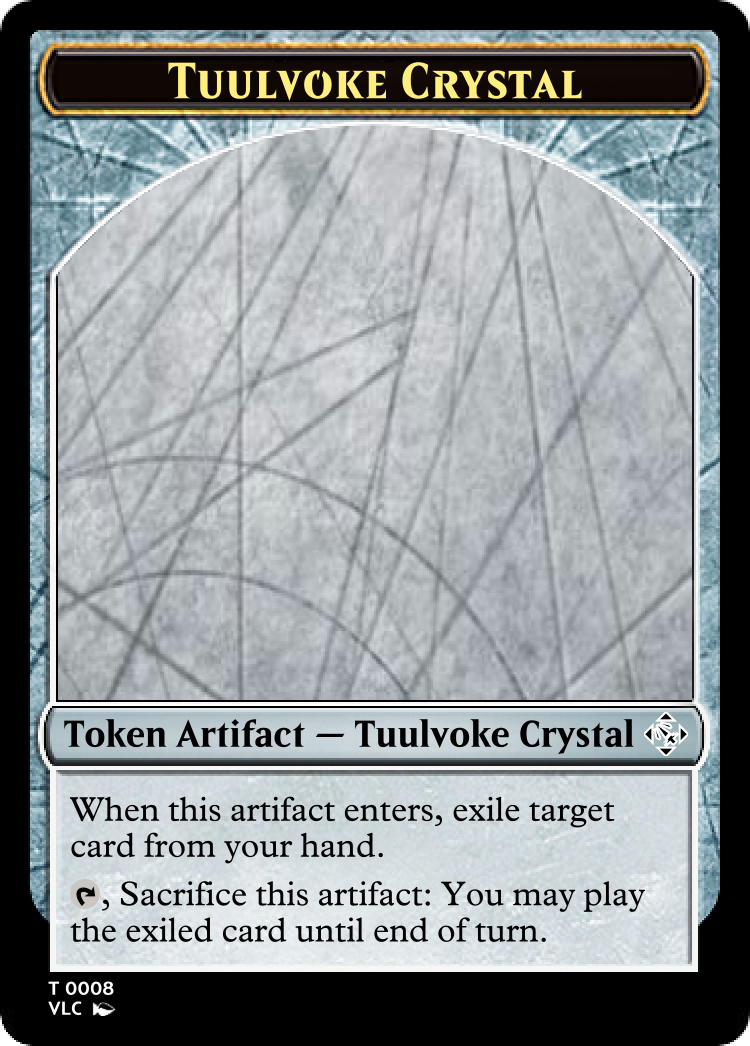 Tuulvoke Crystal
Token Artifact — Tuulvoke Crystal
When this artifact enters, exile target
card from your hand.
, Sacrifice this artifact: You may play
the exiled card until end of turn.
T 0008
VLC